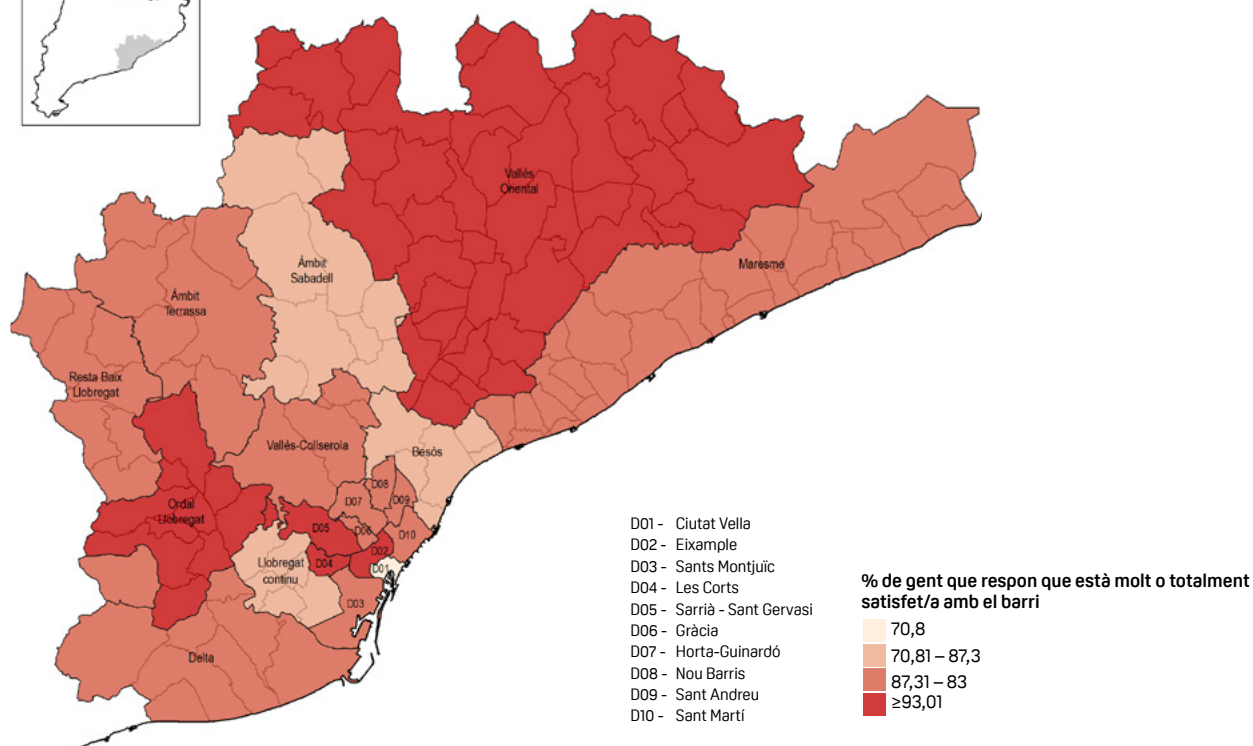 Vallès
Oriental
Maresme
Àmbit
Sabadell
Àmbit
Terrassa
Resta Baix
Llobregat
Vallès-Collserola
Besòs
D08
D07
D09
Ordal
Llobregat
D05
D06
D10
D02
Llobregat
continu
D04
D01
D03
Delta
D01 - Ciutat Vella
D02 - Eixample
D03 - Sants Montjuïc
D04 - Les Corts
D05 - Sarrià - Sant Gervasi
D06 - Gràcia
D07 - Horta-Guinardó
D08 - Nou Barris
D09 - Sant Andreu
D10 - Sant Martí
% de gent que respon que està molt o totalment
satisfet/a amb el barri
70,8
70,81 – 87,3
87,31 – 83
≥93,01